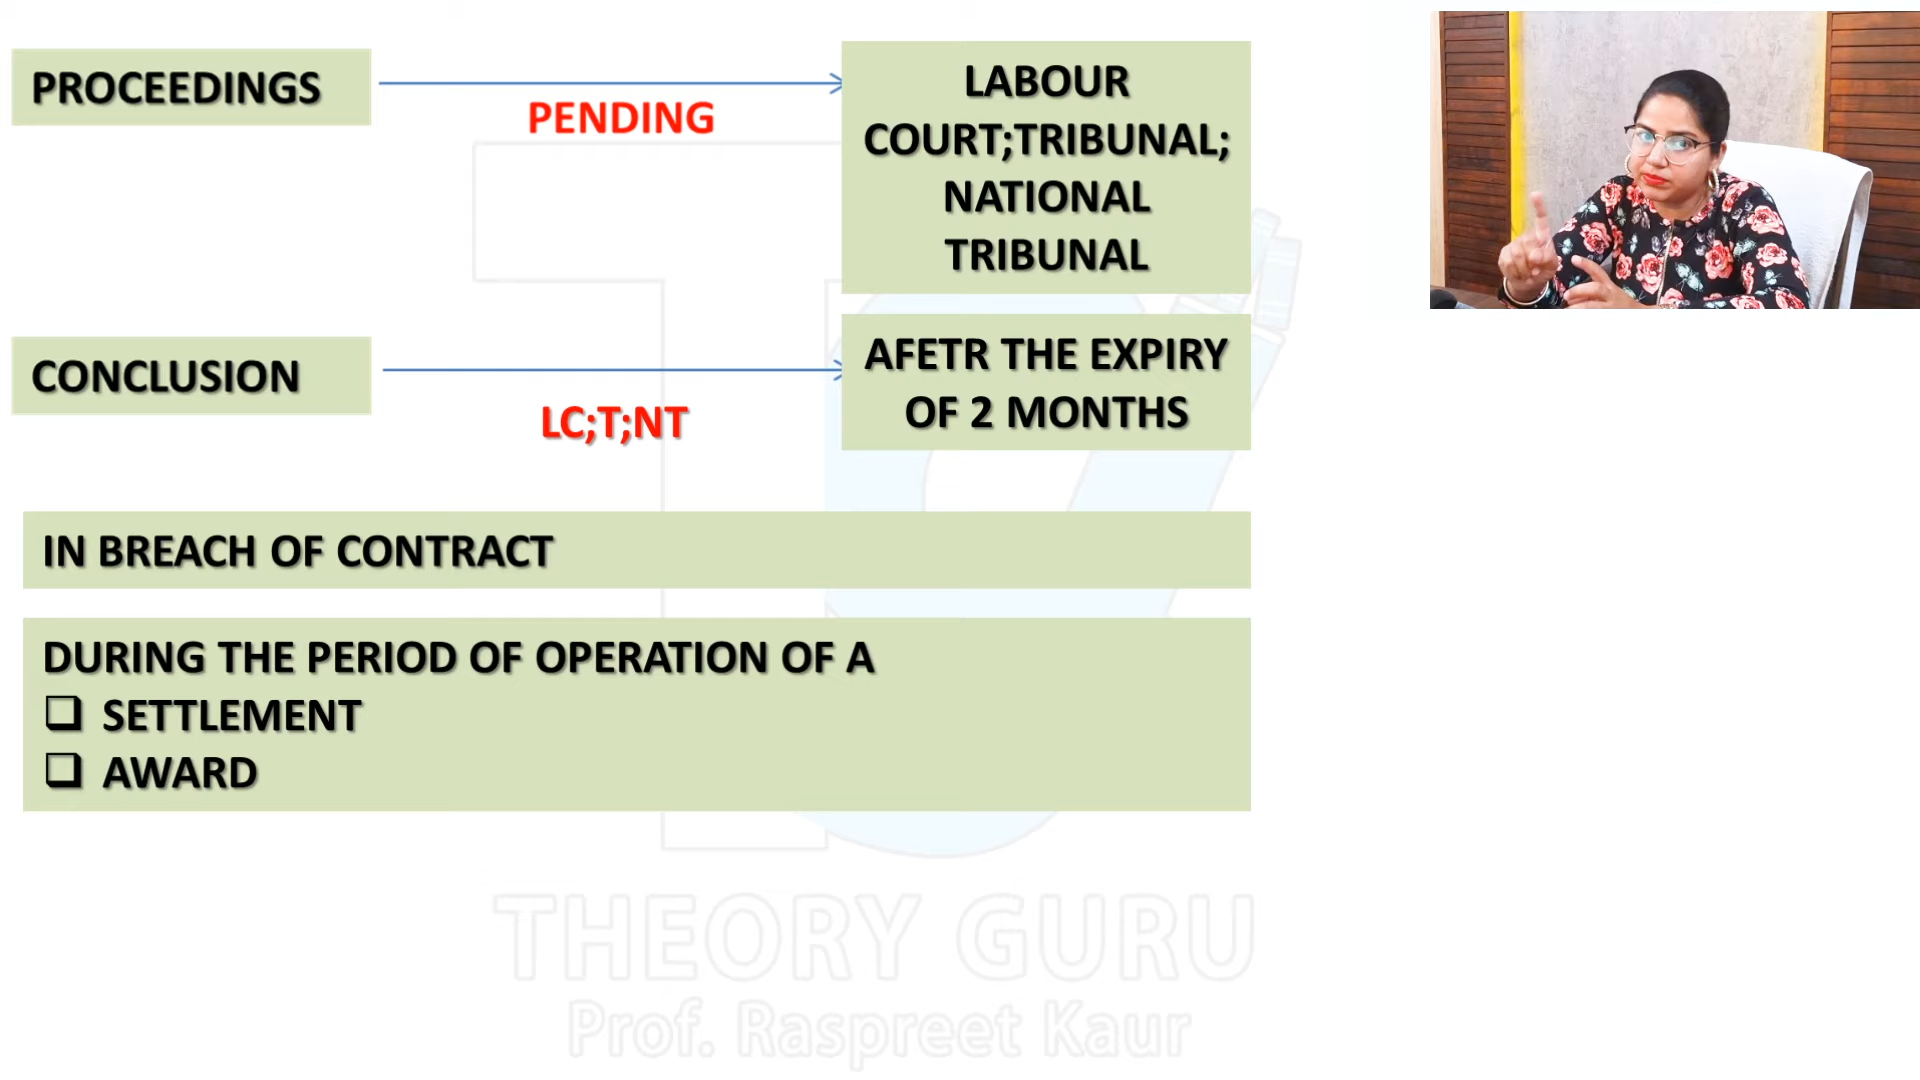 PROCEEDINGS
PENDING
LABOUR
COURT;TRIBUNAL;
NATIONAL
TRIBUNAL
CONCLUSION
LC;T;NT
AFETR THE EXPIRY
OF 2 MONTHS
IN BREACH OF CONTRACT
DURING THE PERIOD OF OPERATION OF A
SETTLEMENT
AWARD
THEORY GURU
Prof. Raspreet Kaur